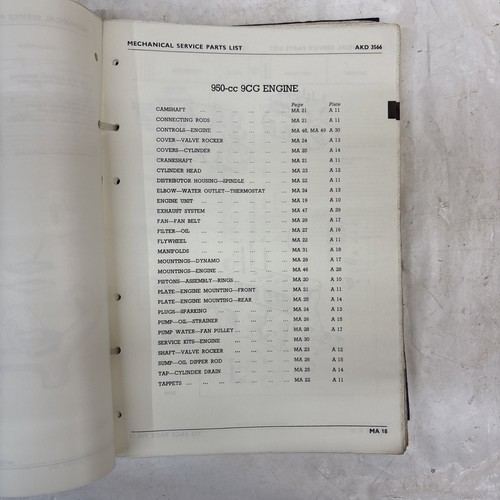 MECHANICAL SERVICE PARTS LIST AKD 3566
950-cc 9CG ENGINE
Page Plate
CAMSHAFT ... ... ... ... ... MA 21 A 11
CONNECTING RODS ... ... ... ... MA 21 A 11
CONTROLS—ENGINE ... ... ... ... MA 48, MA 49 A 30
COVER—VALVE ROCKER ... ... ... MA 24 A 13
COVERS—CYLINDER ... ... ... ... MA 20 A 14
CRANKSHAFT ... ... ... ... ... MA 21 A 11
CYLINDER HEAD ... ... ... ... MA 23 A 12
DISTRIBUTOR HOUSING—SPINDLE ... ... MA 22 A 11
ELBOW—WATER OUTLET—THERMOSTAT ... MA 24 A 13
ENGINE UNIT ... ... ... ... ... MA 19 A 10
EXHAUST SYSTEM ... ... ... ... MA 47 A 29
FAN—FAN BELT ... ... ... ... MA 29 A 17
FILTER—OIL ... ... ... ... ... MA 27 A 16
FLYWHEEL ... ... ... ... ... MA 22 A 11
MANIFOLDS ... ... ... ... ... MA 31 A 18
MOUNTINGS—DYNAMO ... ... ... MA 29 A 17
MOUNTINGS—ENGINE ... ... ... ... MA 46 A 28
PISTONS—ASSEMBLY—RINGS ... ... ... MA 20 A 10
PLATE—ENGINE MOUNTING—FRONT ... ... MA 21 A 11
PLATE—ENGINE MOUNTING—REAR ... ... MA 25 A 14
PLUGS—SPARKING ... ... ... ... MA 24 A 13
PUMP—OIL—STRAINER ... ... ... ... MA 26 A 15
PUMP WATER—FAN PULLEY ... ... ... MA 28 A 17
SERVICE KITS—ENGINE ... ... ... MA 30
SHAFT—VALVE ROCKER ... ... ... MA 23 A 12
SUMP—OIL DIPPER ROD ... ... ... MA 26 A 15
TAP—CYLINDER DRAIN ... ... ... MA 25 A 14
TAPPETS ... ... ... ... ... ... MA 22 A 11
MA 18